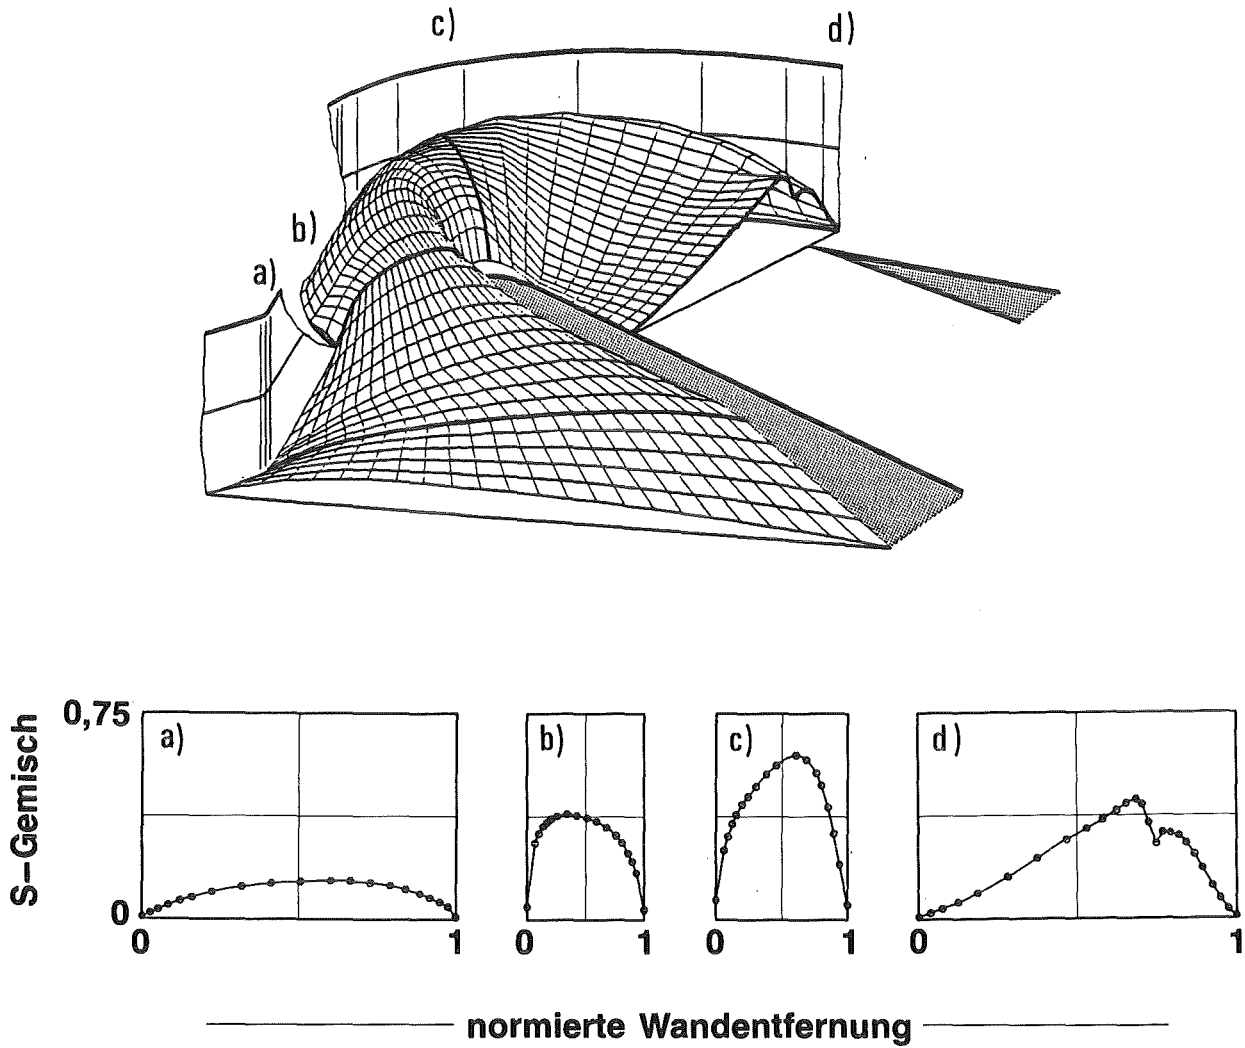 c)
d)
b)
a)
S–Gemisch
0,75
0
a)
b)
c)
d)
0 1 0 1 0 1 0 1
normierte Wandentfernung